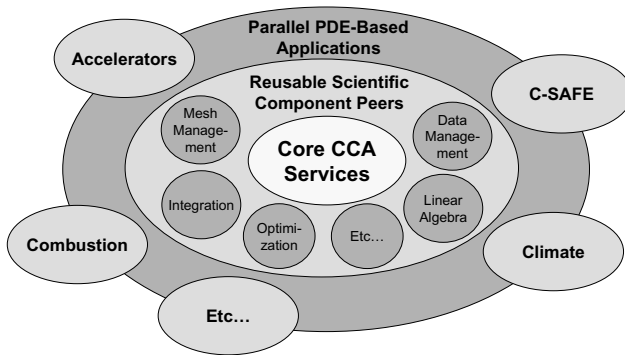 Parallel PDE-Based
Applications
Accelerators
C-SAFE
Reusable Scientific
Component Peers
Mesh
Manage-
ment
Data
Manage-
ment
Core CCA
Services
Integration
Linear
Algebra
Optimi-
zation
Etc...
Combustion
Climate
Etc...